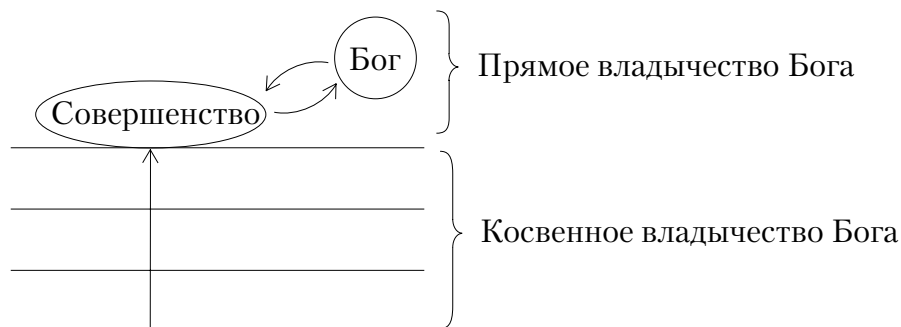 Бог
Прямое владычество Бога
Совершенство
Косвенное владычество Бога